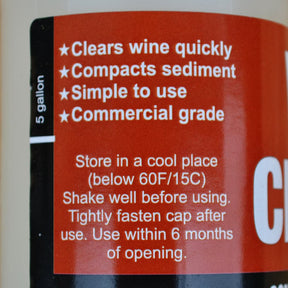 ★Clears wine quickly
★Compacts sediment
★Simple to use
★Commercial grade
5 gallon
Store in a cool place
(below 60F/15C)
Shake well before using.
Tightly fasten cap after
use. Use within 6 months
of opening.